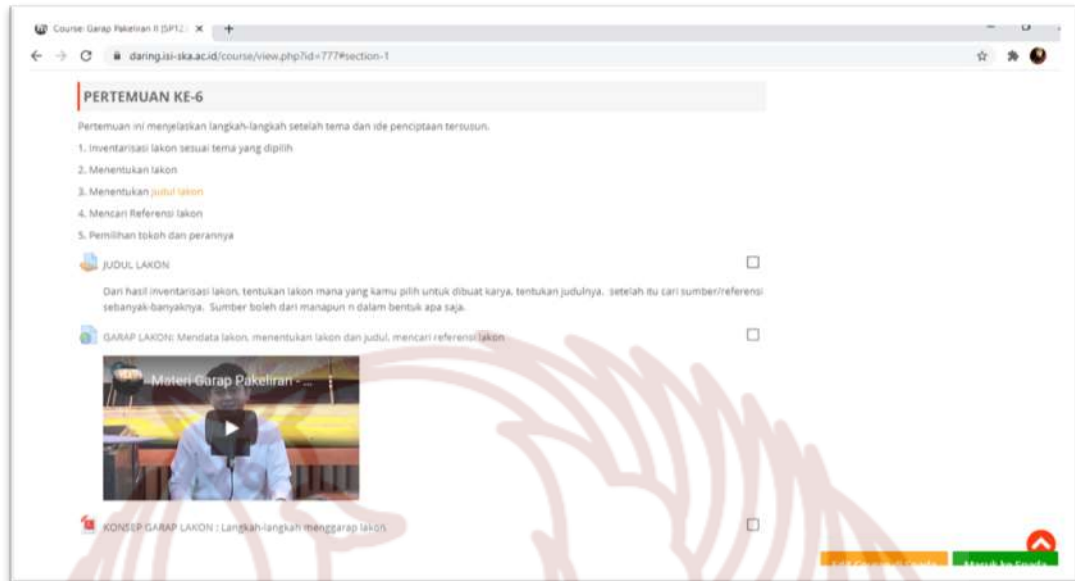 Course: Garap Pakeliran II (SP12
daring.isi-ska.ac.id/course/view.php?id=777#section-1
PERTEMUAN KE-6
Pertemuan ini menjelaskan langkah-langkah setelah tema dan ide penciptaan tersusun.
1. Inventarisasi lakon sesuai tema yang dipilih
2. Menentukan lakon
3. Menentukan judul lakon
4. Mencari Referensi lakon
5. Pemilihan tokoh dan perannya
JUDUL LAKON
Dari hasil inventarisasi lakon, tentukan lakon mana yang kamu pilih untuk dibuat karya, tentukan judulnya. setelah itu cari sumber/referensi
sebanyak-banyaknya. Sumber boleh dari manapun n dalam bentuk apa saja.
GARAP LAKON: Mendata lakon, menentukan lakon dan judul, mencari referensi lakon
Materi Garap Pakeliran - ...
KONSEP GARAP LAKON : Langkah-langkah menggarap lakon
Masuk ke Spada